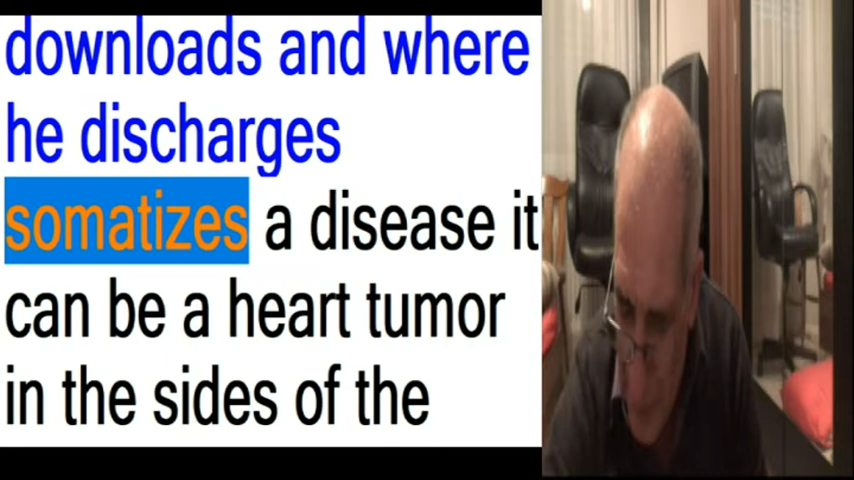 downloads and where
he discharges
somatizes a disease it
can be a heart tumor
in the sides of the